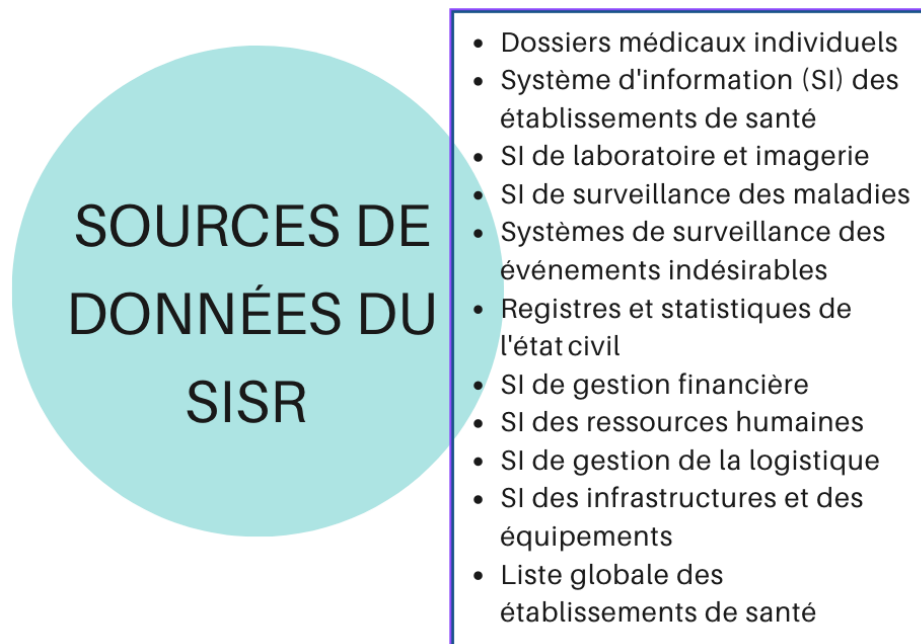 SOURCES DE
DONNÉES DU
SISR
• Dossiers médicaux individuels
• Système d'information (SI) des
établissements de santé
• SI de laboratoire et imagerie
• SI de surveillance des maladies
• Systèmes de surveillance des
événements indésirables
• Registres et statistiques de
l'état civil
• SI de gestion financière
• SI des ressources humaines
• SI de gestion de la logistique
• SI des infrastructures et des
équipements
• Liste globale des
établissements de santé